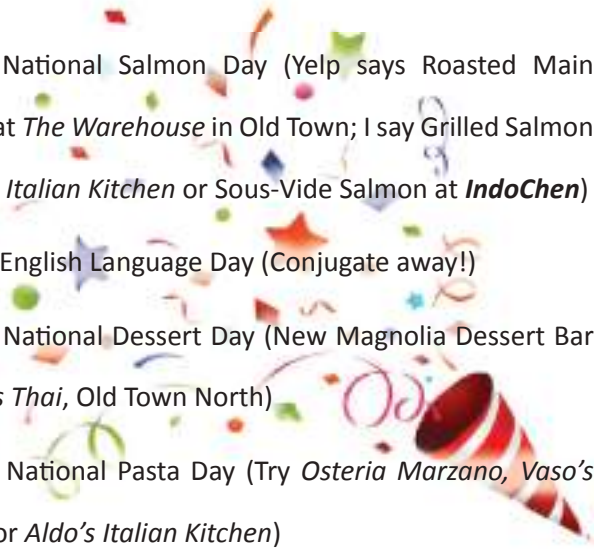 National Salmon Day (Yelp says Roasted Main
at The Warehouse in Old Town; I say Grilled Salmon
Italian Kitchen or Sous-Vide Salmon at IndoChen)
English Language Day (Conjugate away!)
National Dessert Day (New Magnolia Dessert Bar
s Thai, Old Town North)
National Pasta Day (Try Osteria Marzano, Vaso’s
or Aldo’s Italian Kitchen)